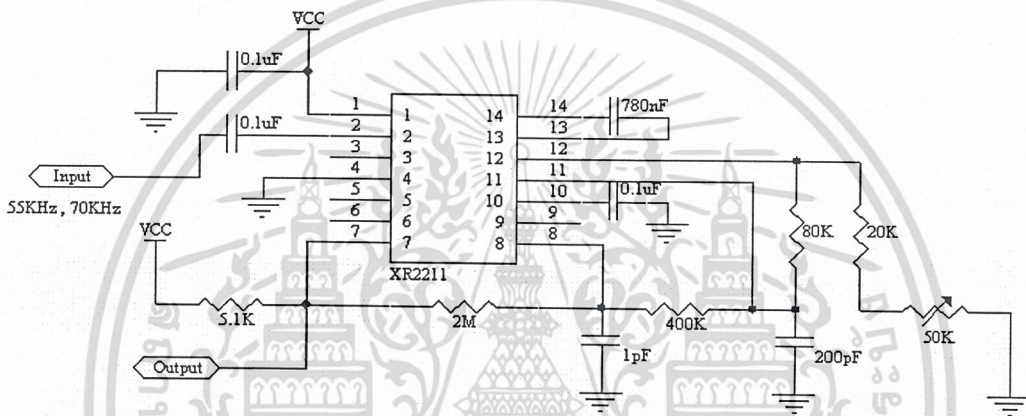 VCC
0.1uF
0.1uF
Input
55KHz, 70KHz
VCC
1 1 14 14 780nF
2 2 13 13
3 3 12 12
4 4 11 11
5 5 10 10 0.1uF
6 6 9 9
7 7 8 8
XR2211
80K
20K
5.1K
2M
400K
50K
1pF
200pF
Output